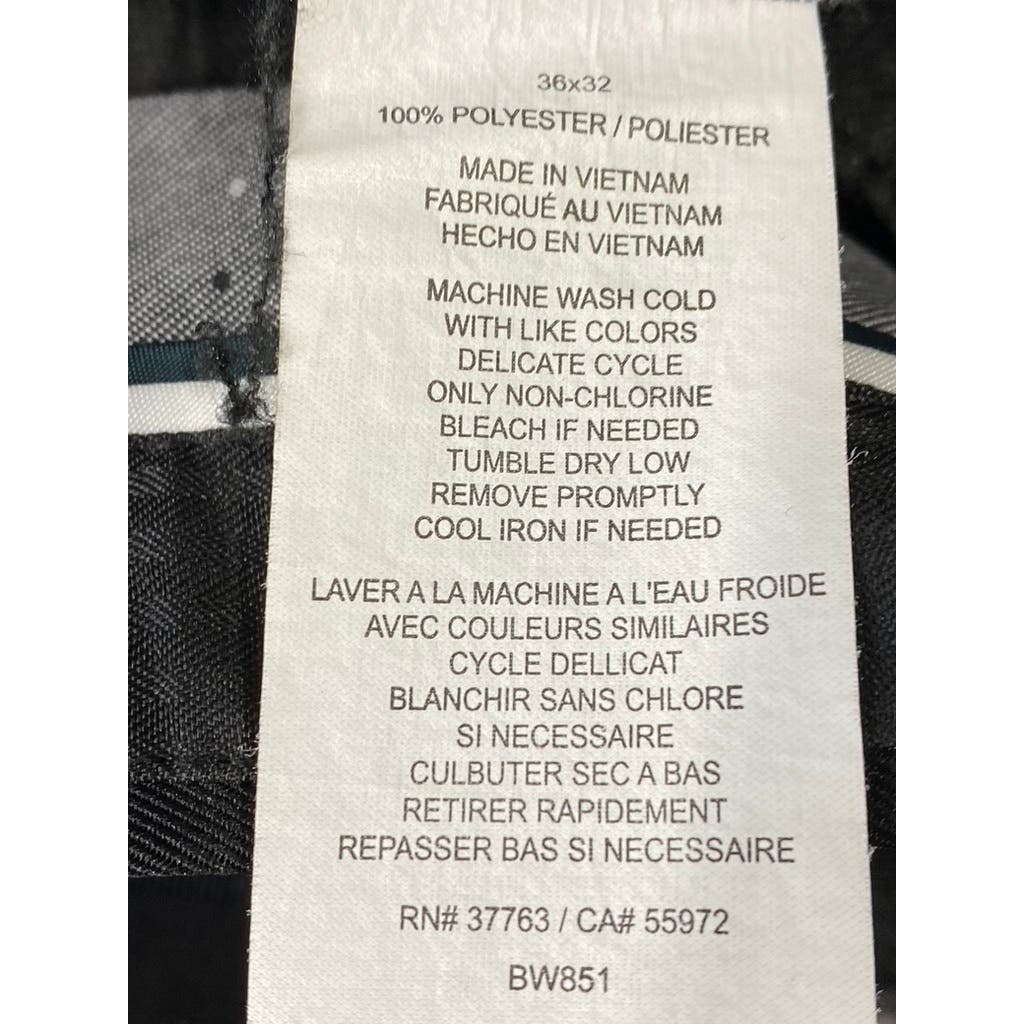 36x32
100% POLYESTER / POLIESTER
MADE IN VIETNAM
FABRIQUÉ AU VIETNAM
HECHO EN VIETNAM
MACHINE WASH COLD
WITH LIKE COLORS
DELICATE CYCLE
ONLY NON-CHLORINE
BLEACH IF NEEDED
TUMBLE DRY LOW
REMOVE PROMPTLY
COOL IRON IF NEEDED
LAVER A LA MACHINE A L'EAU FROIDE
AVEC COULEURS SIMILAIRES
CYCLE DELLICAT
BLANCHIR SANS CHLORE
SI NECESSAIRE
CULBUTER SEC A BAS
RETIRER RAPIDEMENT
REPASSER BAS SI NECESSAIRE
RN# 37763 / CA# 55972
BW851